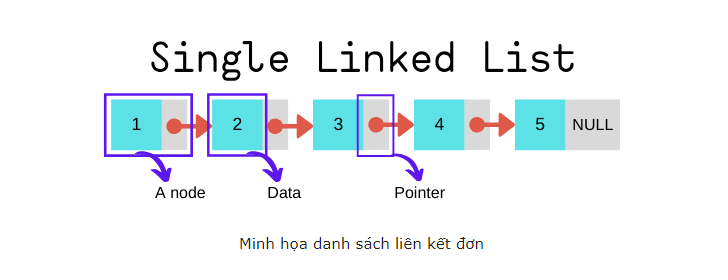 Single Linked List
1 2 3 4 5 NULL
A node Data Pointer
Minh họa danh sách liên kết đơn